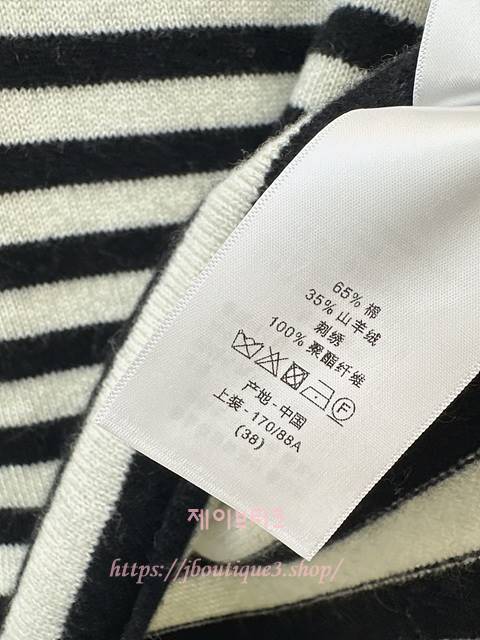 65% 棉
35% 山羊绒
刺绣
100% 聚酯纤维
F
产地 - 中国
上装 - 170/88A
(38)
제이부티크
https://jboutique3.shop/